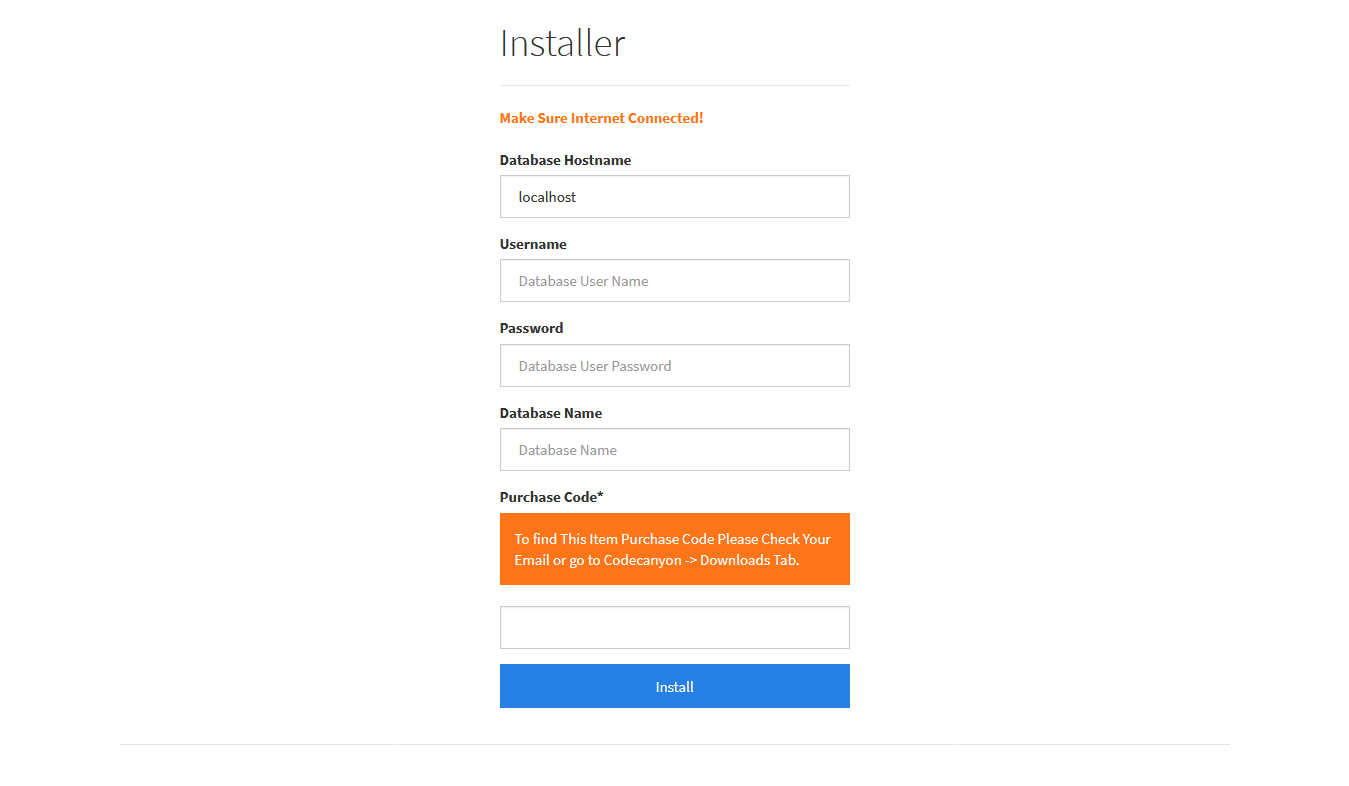 Installer
Make Sure Internet Connected!
Database Hostname
localhost
Username
Database User Name
Password
Database User Password
Database Name
Database Name
Purchase Code*
To find This Item Purchase Code Please Check Your
Email or go to Codecanyon -> Downloads Tab.
Install